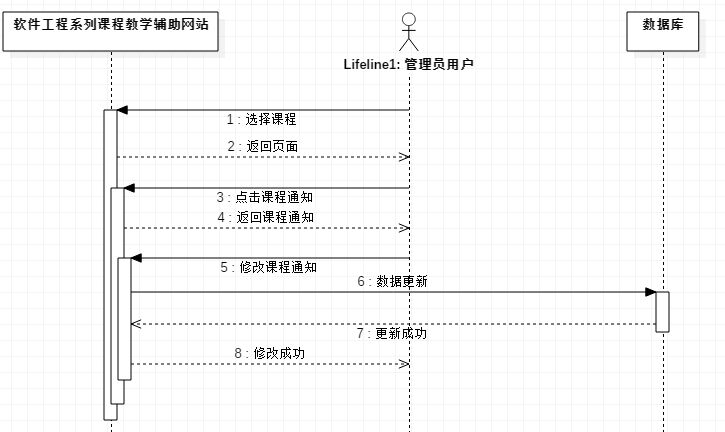 软件工程系列课程教学辅助网站
数据库
Lifeline1: 管理员用户
1 : 选择课程
2 : 返回页面
3 : 点击课程通知
4 : 返回课程通知
5 : 修改课程通知
6 : 数据更新
7 : 更新成功
8 : 修改成功